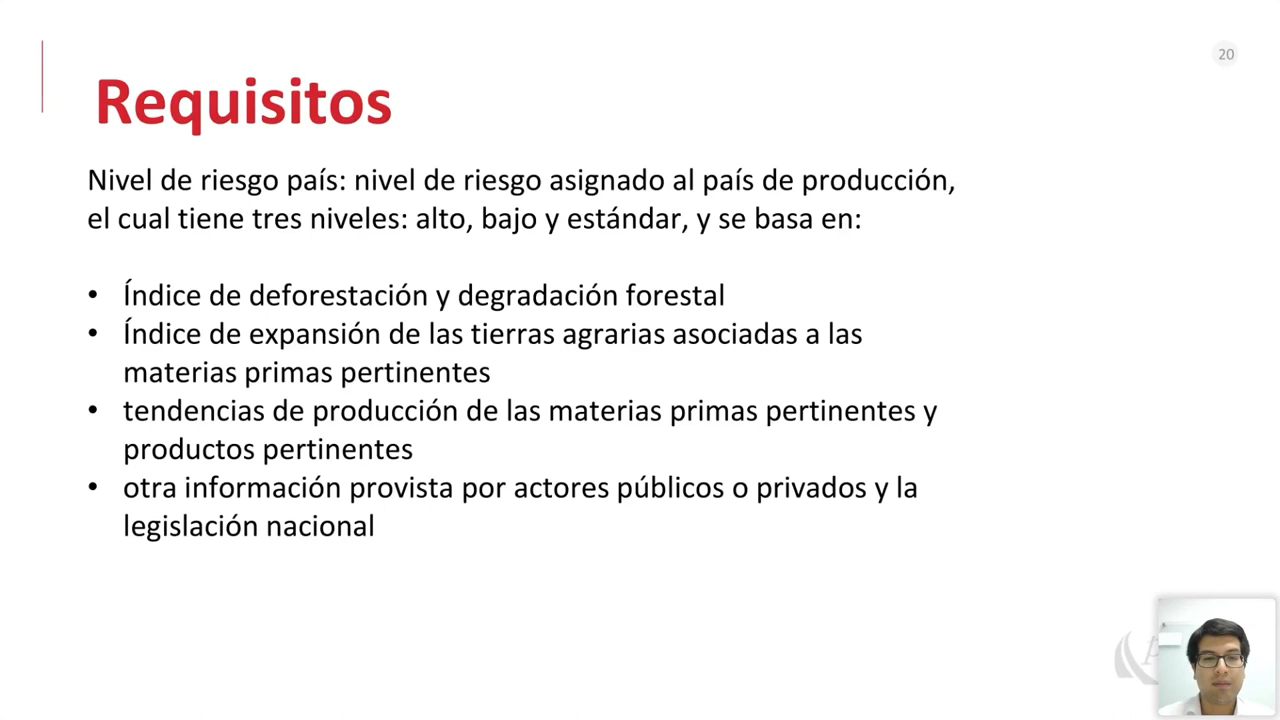 20
Requisitos
Nivel de riesgo país: nivel de riesgo asignado al país de producción,
el cual tiene tres niveles: alto, bajo y estándar, y se basa en:
• Índice de deforestación y degradación forestal
• Índice de expansión de las tierras agrarias asociadas a las
materias primas pertinentes
• tendencias de producción de las materias primas pertinentes y
productos pertinentes
• otra información provista por actores públicos o privados y la
legislación nacional